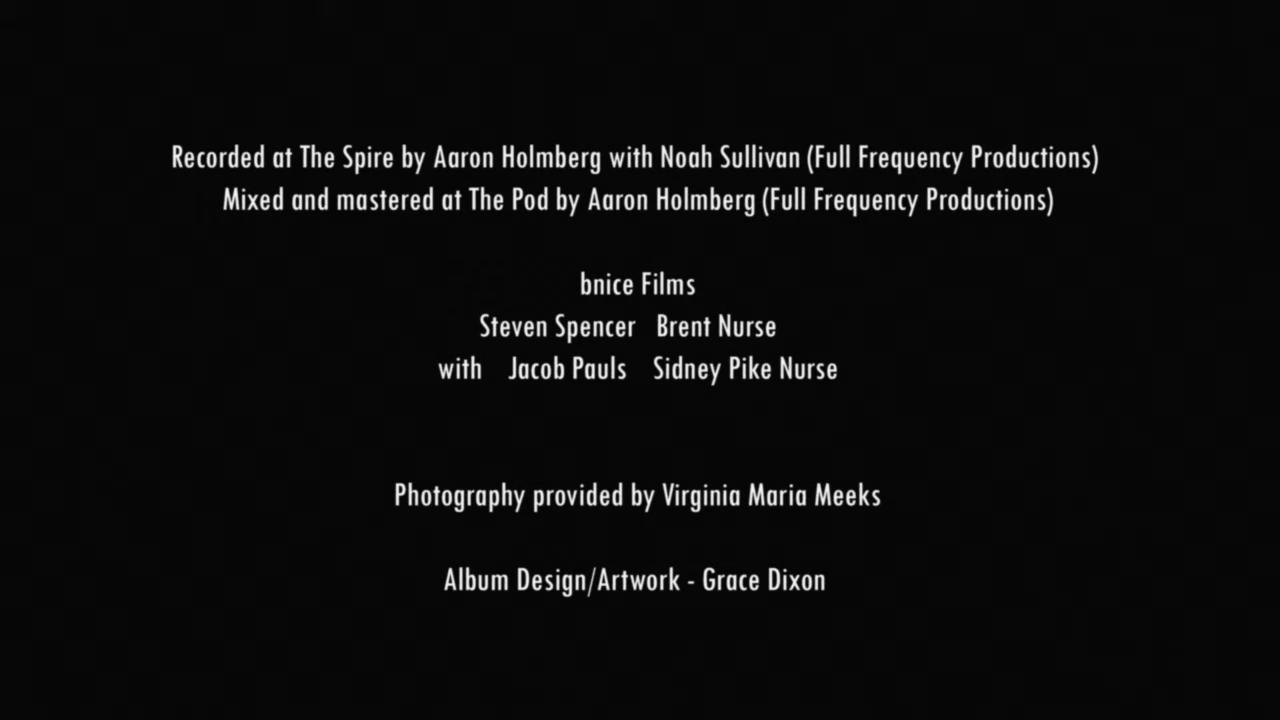 Recorded at The Spire by Aaron Holmberg with Noah Sullivan (Full Frequency Productions)
Mixed and mastered at The Pod by Aaron Holmberg (Full Frequency Productions)
bnice Films
Steven Spencer Brent Nurse
with Jacob Pauls Sidney Pike Nurse
Photography provided by Virginia Maria Meeks
Album Design/Artwork - Grace Dixon